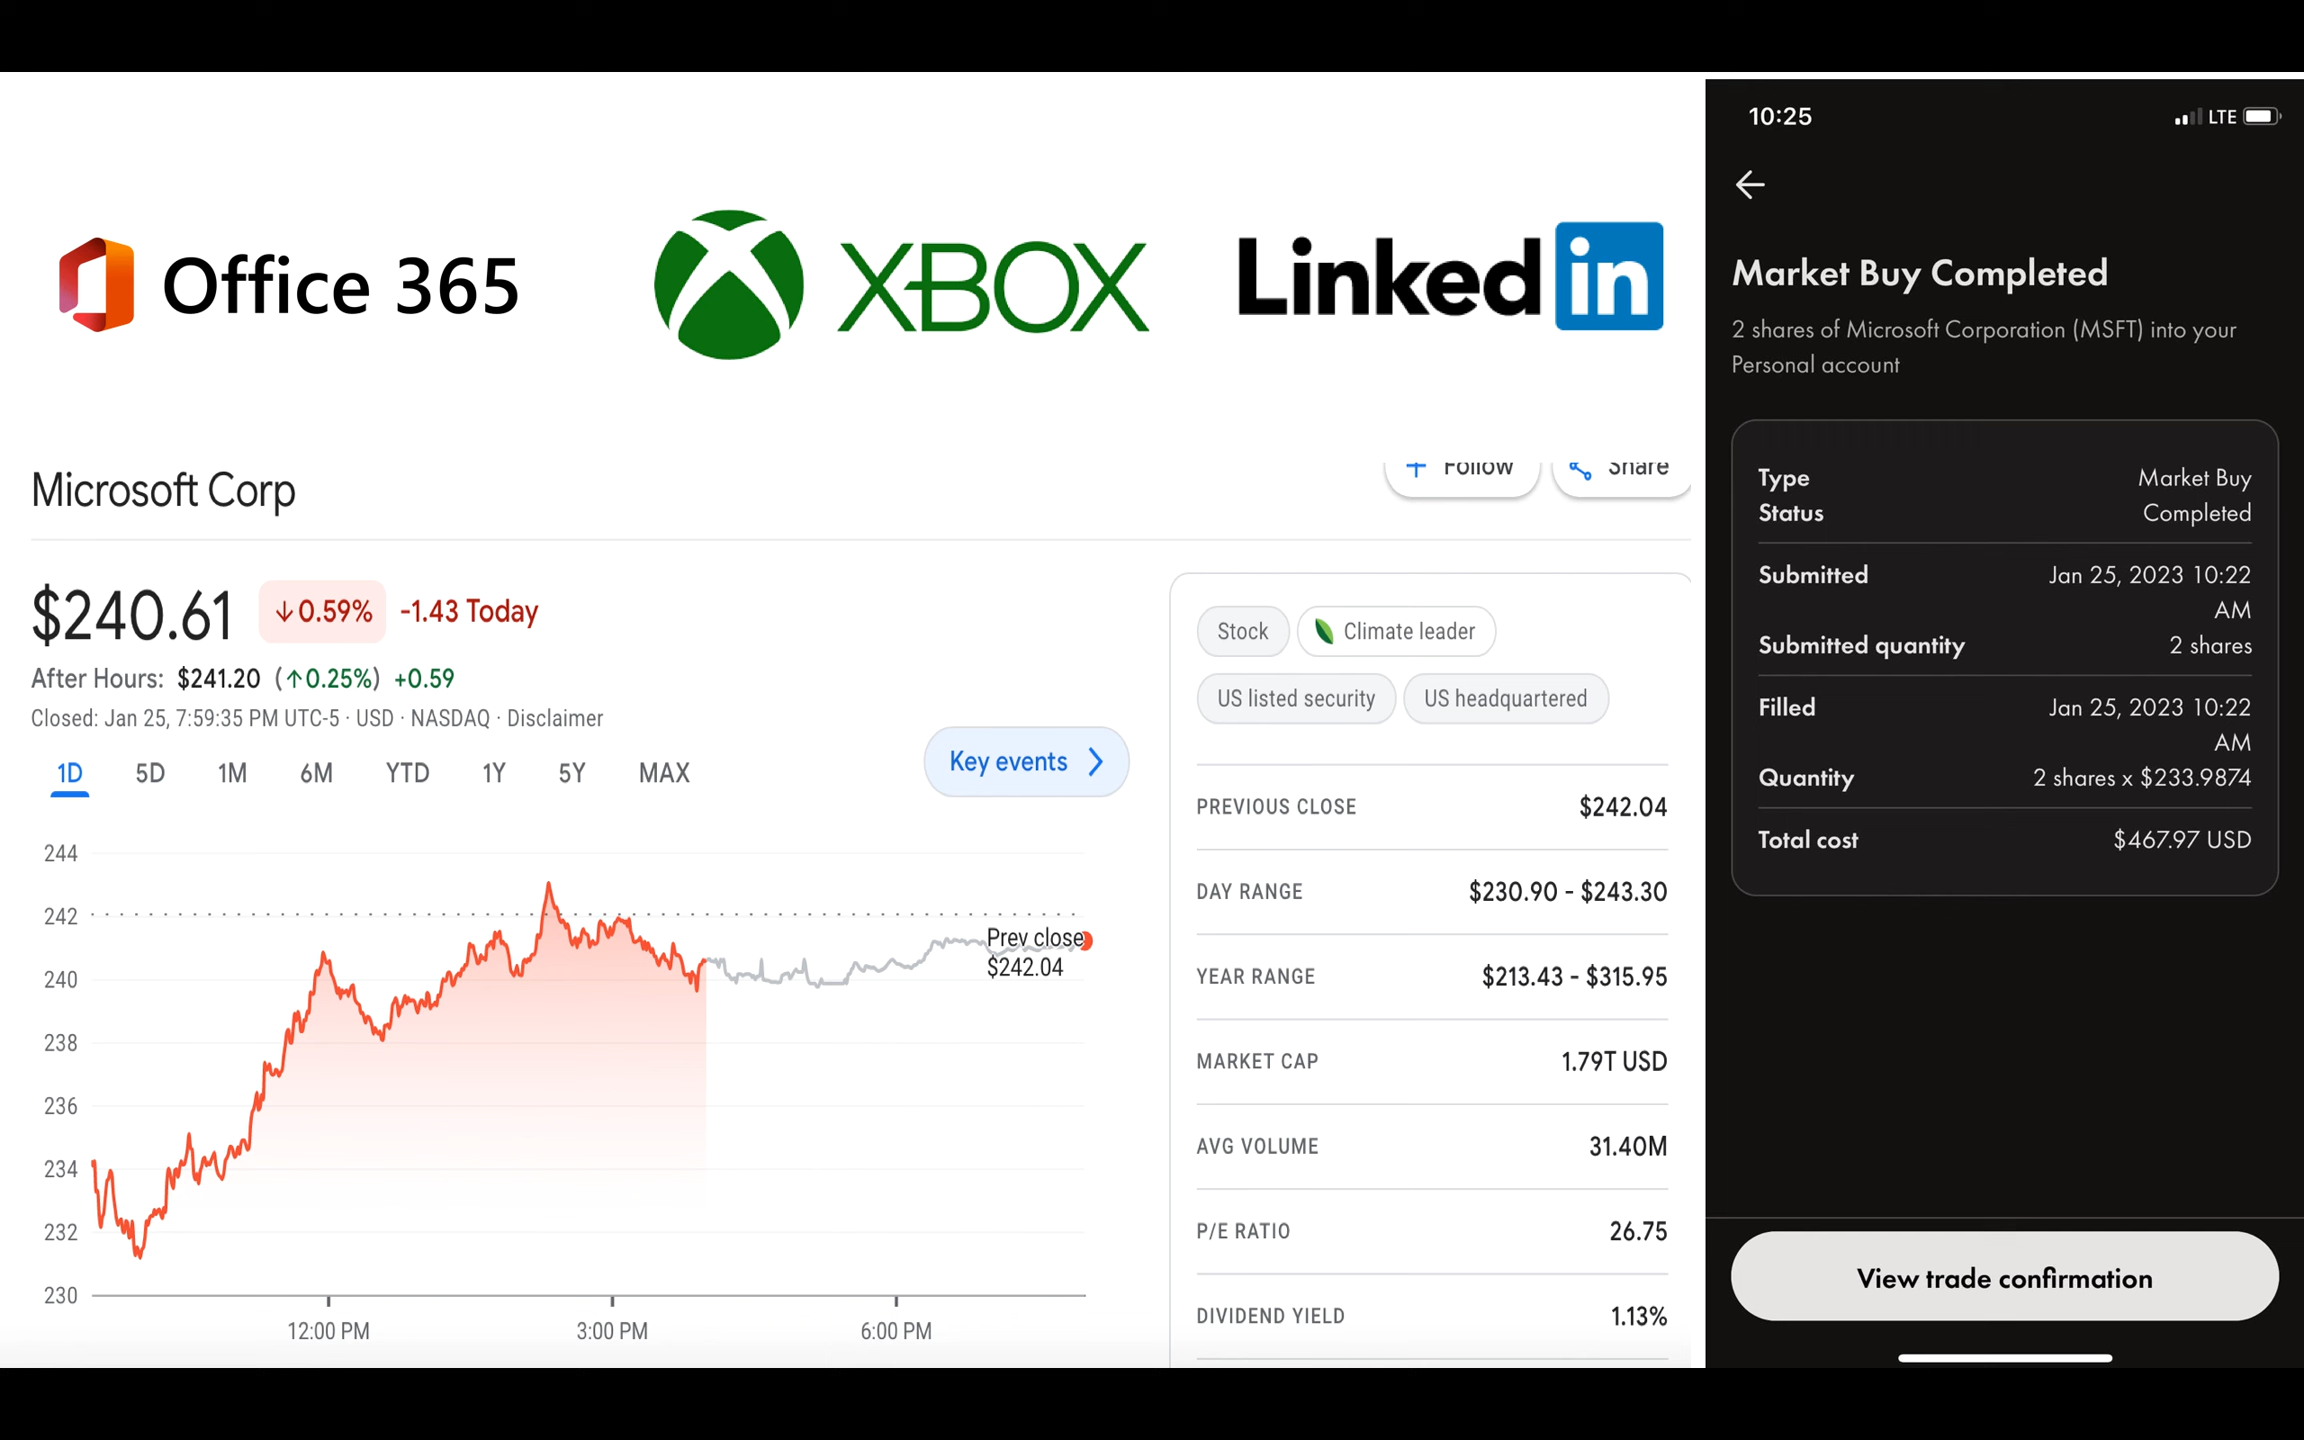 Office 365
XBOX
Linked in
Microsoft Corp
Follow
Share
$240.61
↓0.59%
-1.43 Today
After Hours: $241.20 (↑0.25%) +0.59
Closed: Jan 25, 7:59:35 PM UTC-5 · USD · NASDAQ · Disclaimer
1D 5D 1M 6M YTD 1Y 5Y MAX
Key events
244
242
240
238
236
234
232
230
Prev close
$242.04
12:00 PM 3:00 PM 6:00 PM
Stock
Climate leader
US listed security
US headquartered
PREVIOUS CLOSE $242.04
DAY RANGE $230.90 - $243.30
YEAR RANGE $213.43 - $315.95
MARKET CAP 1.79T USD
AVG VOLUME 31.40M
P/E RATIO 26.75
DIVIDEND YIELD 1.13%
10:25
LTE
Market Buy Completed
2 shares of Microsoft Corporation (MSFT) into your
Personal account
Type Market Buy
Status Completed
Submitted Jan 25, 2023 10:22
AM
Submitted quantity 2 shares
Filled Jan 25, 2023 10:22
AM
Quantity 2 shares x $233.9874
Total cost $467.97 USD
View trade confirmation